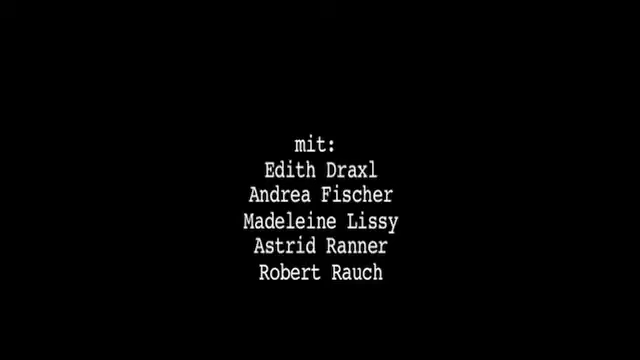 mit:
Edith Draxl
Andrea Fischer
Madeleine Lissy
Astrid Ranner
Robert Rauch